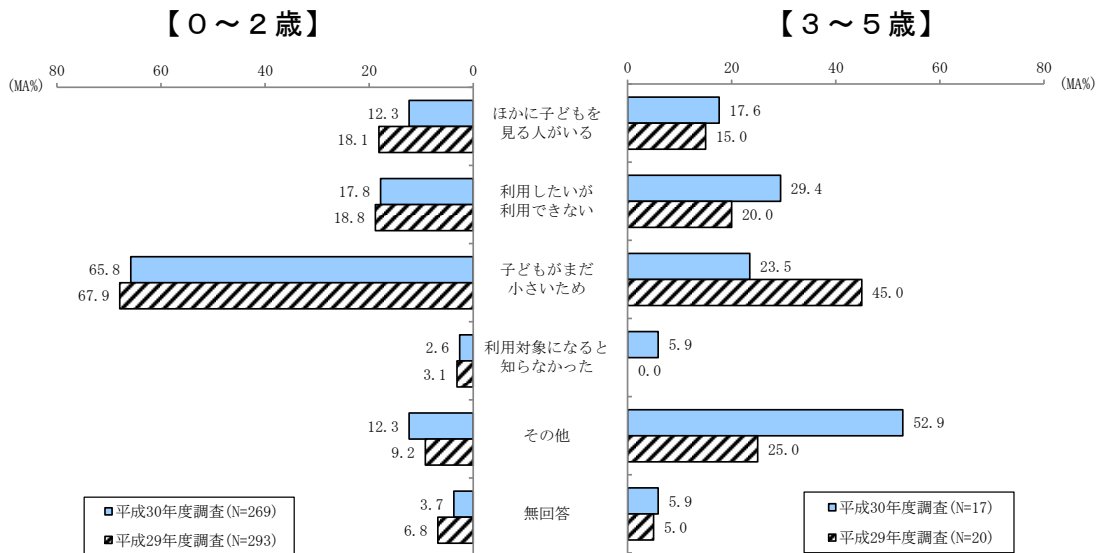 【０～２歳】
【３～５歳】
80 60 40 20 0
(MA%)
0 20 40 60 80
(MA%)
12.3
18.1
ほかに子どもを
見る人がいる
17.6
15.0
17.8
18.8
利用したいが
利用できない
29.4
20.0
65.8
67.9
子どもがまだ
小さいため
23.5
45.0
2.6
3.1
利用対象になると
知らなかった
5.9
0.0
12.3
9.2
その他
52.9
25.0
3.7
6.8
無回答
5.9
5.0
平成30年度調査(N=269)
平成29年度調査(N=293)
平成30年度調査(N=17)
平成29年度調査(N=20)